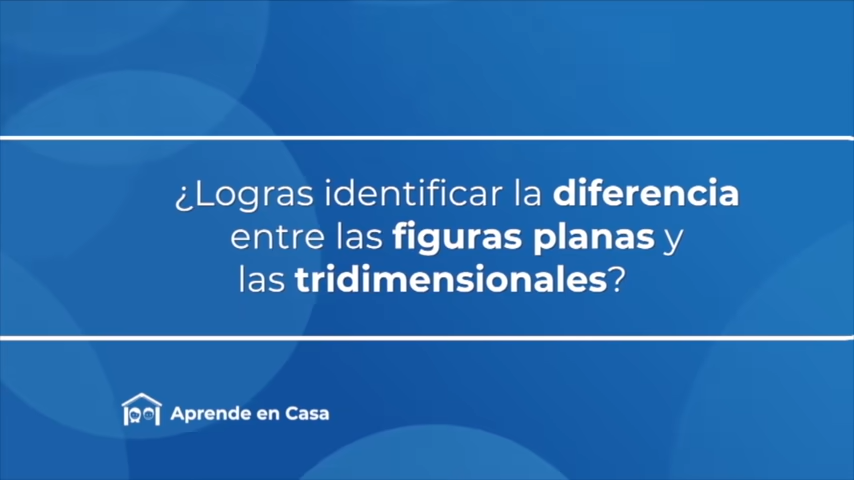 ¿Logras identificar la diferencia
entre las figuras planas y
las tridimensionales?
Aprende en Casa